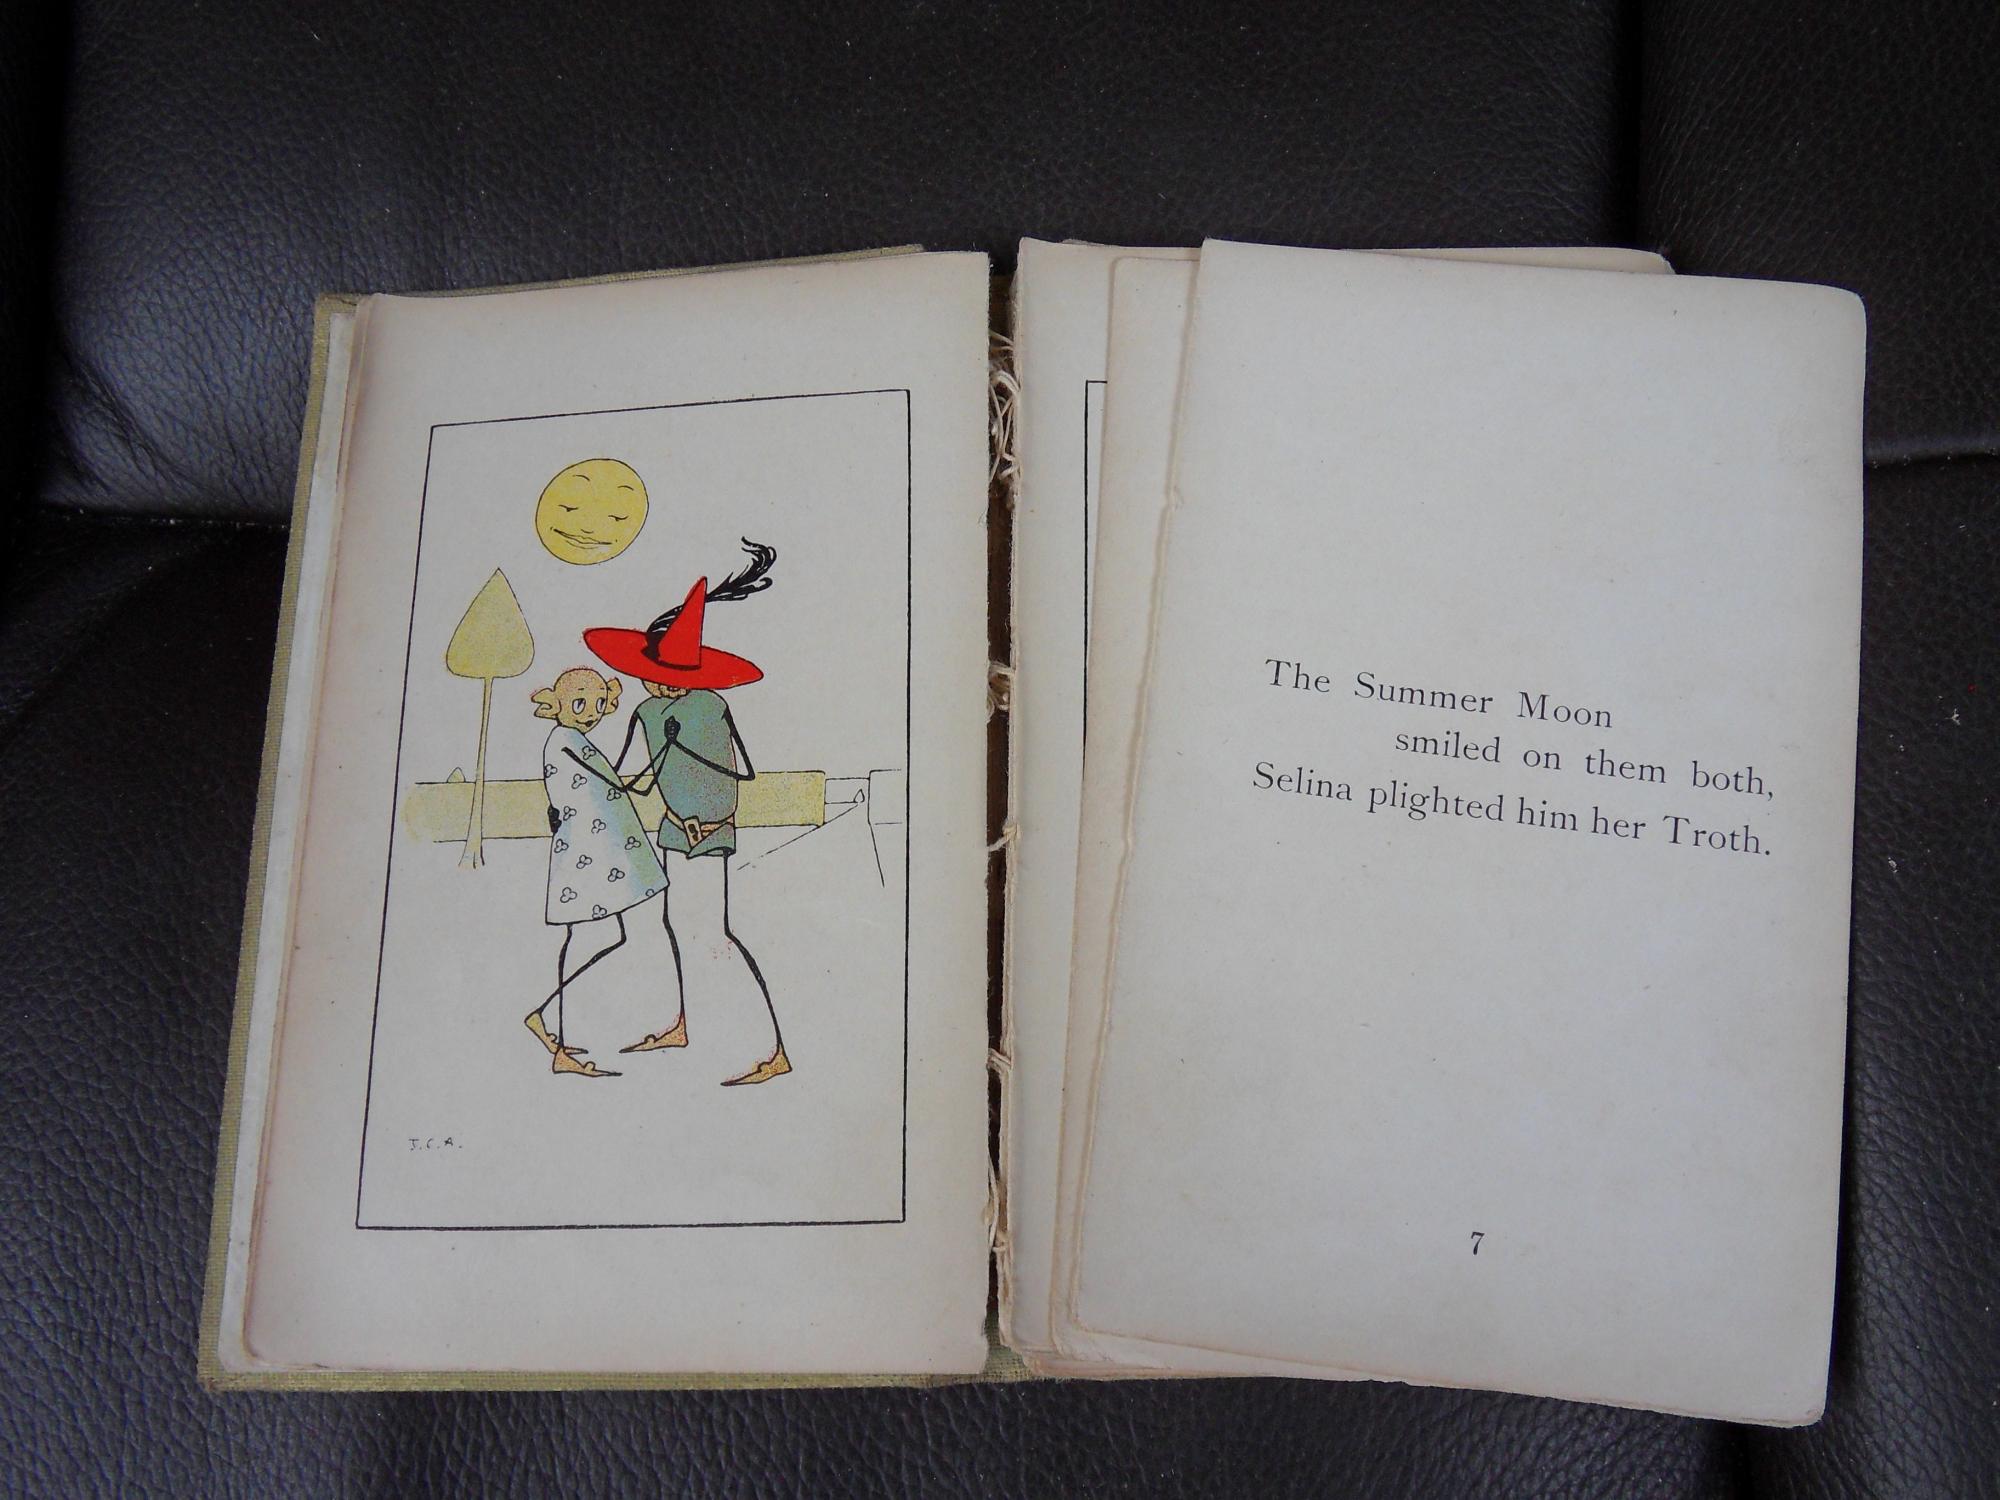 J.C.A.
The Summer Moon
smiled on them both,
Selina plighted him her Troth.
7